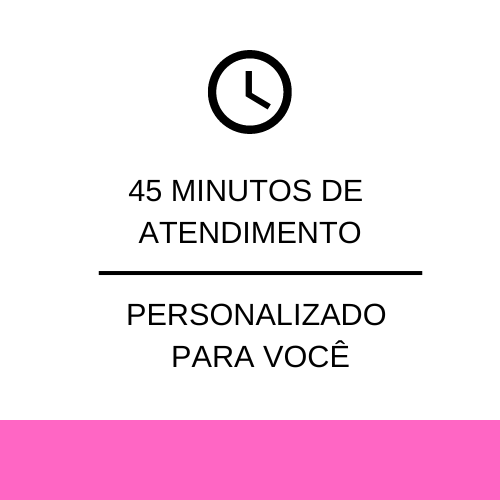 45 MINUTOS DE
ATENDIMENTO
PERSONALIZADO
PARA VOCÊ